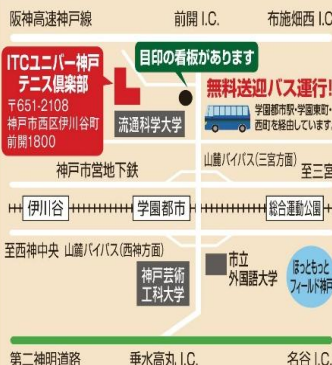 阪神高速神戸線
前開 I.C.
布施畑西 I.C
ITCユニバー神戸
テニス倶楽部
〒651-2108
神戸市西区伊川谷町
前開1800
目印の看板があります
無料送迎バス運行!
学園都市駅・学園東町・
西町を経由しています。
流通科学大学
神戸市営地下鉄
山麓バイパス(三宮方面)
至三宮
伊川谷
学園都市
総合運動公園
至西神中央
山麓バイパス(西神方面)
神戸芸術
工科大学
市立
外国語大学
ほっともっと
フィールド神戸
第二神明道路
垂水高丸 I.C.
名谷 I.C.